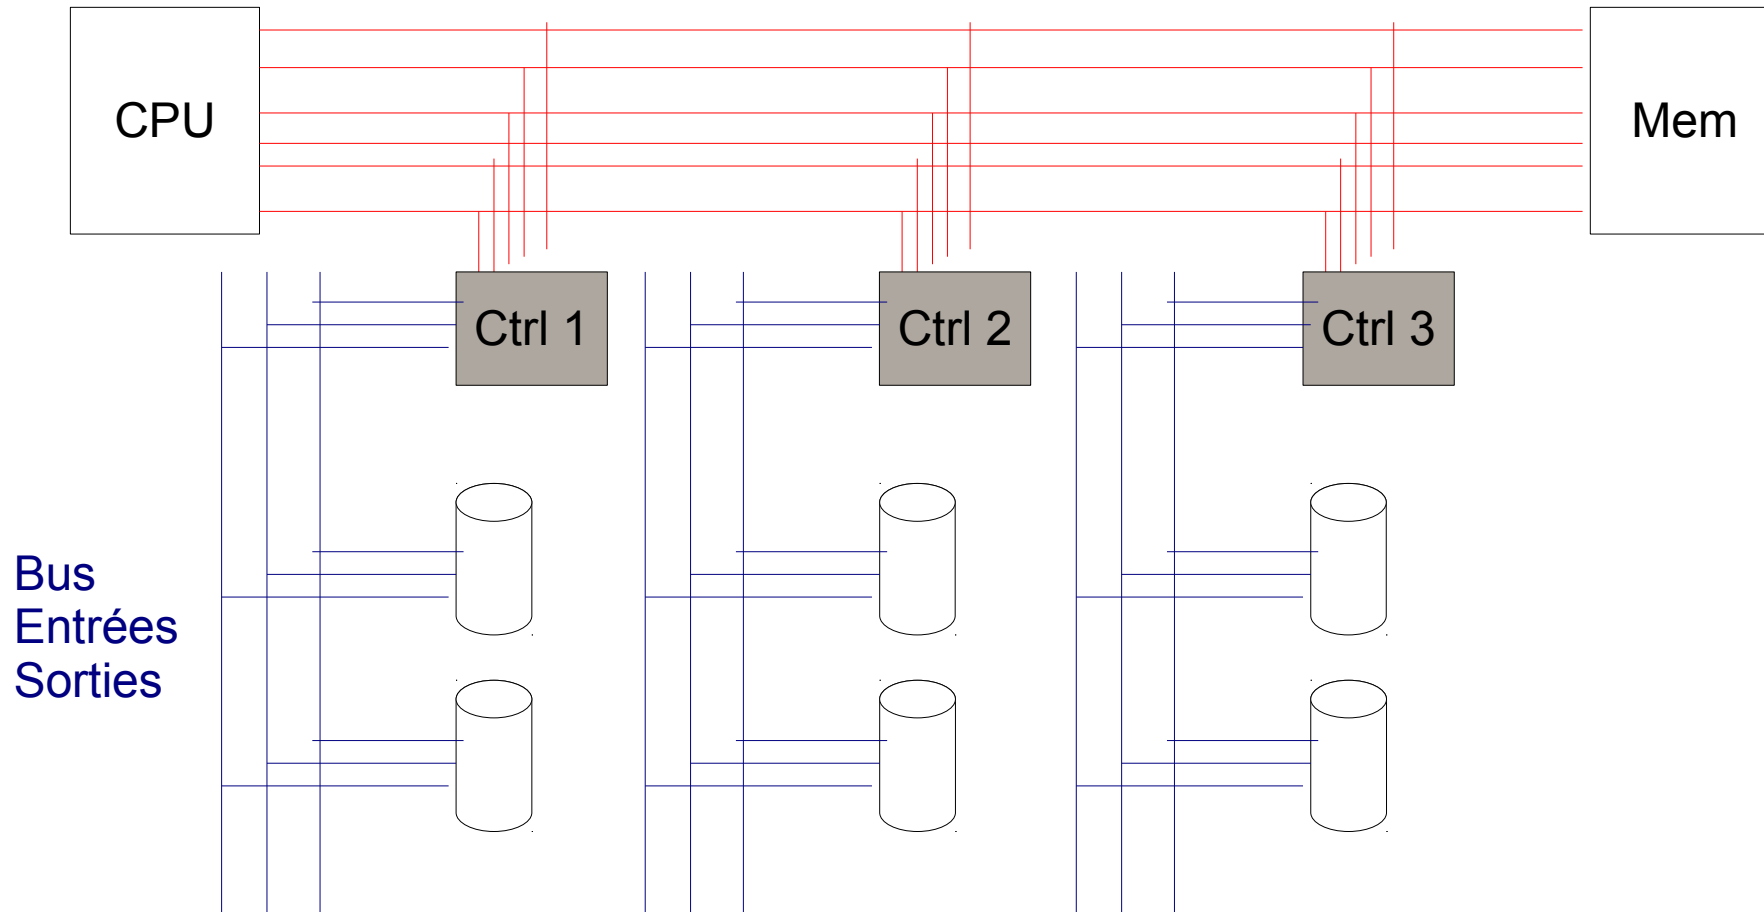 CPU
Mem
Ctrl 1
Ctrl 2
Ctrl 3
Bus
Entrées
Sorties